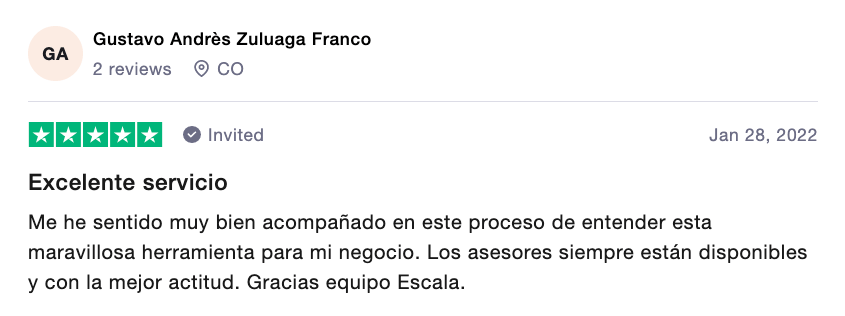 GA
Gustavo Andrès Zuluaga Franco
2 reviews CO
Invited Jan 28, 2022
Excelente servicio
Me he sentido muy bien acompañado en este proceso de entender esta
maravillosa herramienta para mi negocio. Los asesores siempre están disponibles
y con la mejor actitud. Gracias equipo Escala.